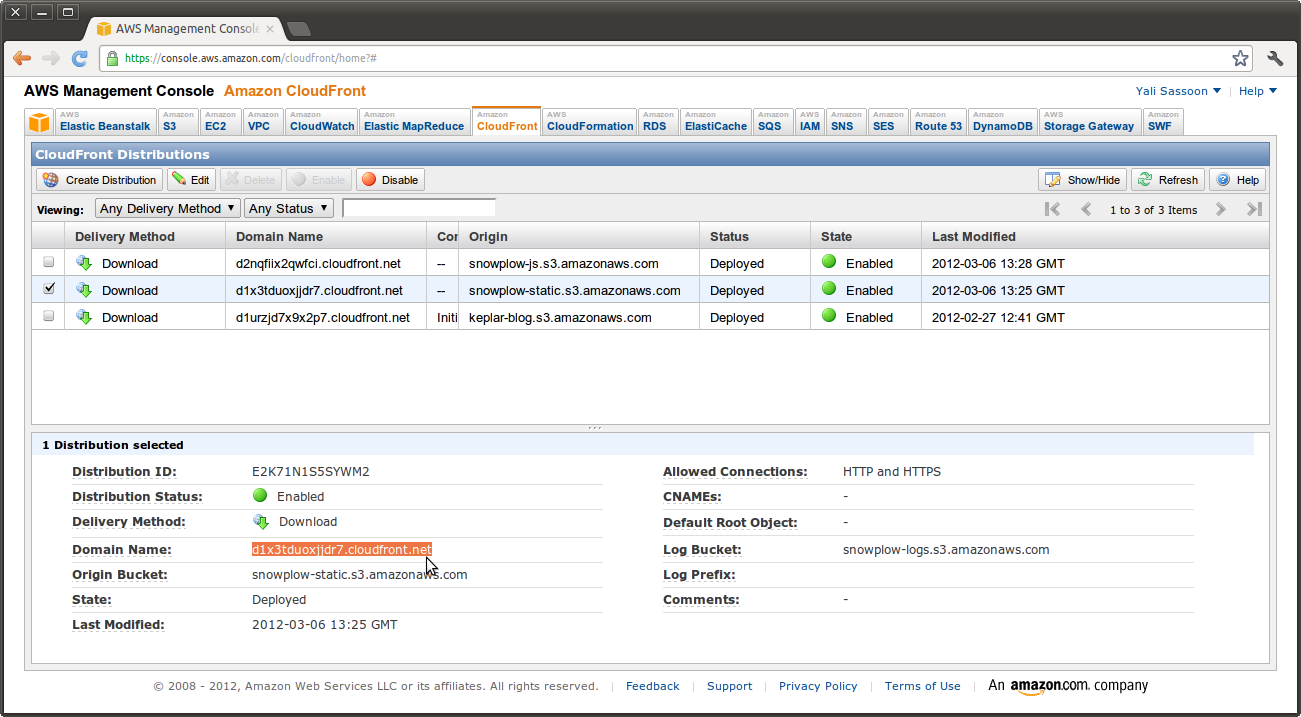 AWS Management Console
https://console.aws.amazon.com/cloudfront/home?#
AWS Management Console Amazon CloudFront Yali Sassoon Help
AWS Elastic Beanstalk Amazon S3 Amazon EC2 Amazon VPC Amazon CloudWatch Amazon Elastic MapReduce Amazon CloudFront AWS CloudFormation Amazon RDS Amazon ElastiCache Amazon SQS AWS IAM Amazon SNS Amazon SES Amazon Route 53 Amazon DynamoDB AWS Storage Gateway Amazon SWF
CloudFront Distributions
Create Distribution Edit Delete Enable Disable Show/Hide Refresh Help
Viewing: Any Delivery Method Any Status 1 to 3 of 3 Items
Delivery Method Domain Name Cor Origin Status State Last Modified
Download d2nqfiix2qwfci.cloudfront.net -- snowplow-js.s3.amazonaws.com Deployed Enabled 2012-03-06 13:28 GMT
Download d1x3tduoxjjdr7.cloudfront.net -- snowplow-static.s3.amazonaws.com Deployed Enabled 2012-03-06 13:25 GMT
Download d1urzjd7x9x2p7.cloudfront.net Initi keplar-blog.s3.amazonaws.com Deployed Enabled 2012-02-27 12:41 GMT
1 Distribution selected
Distribution ID: E2K71N1S5SYWM2 Allowed Connections: HTTP and HTTPS
Distribution Status: Enabled CNAMEs: -
Delivery Method: Download Default Root Object: -
Domain Name: d1x3tduoxjjdr7.cloudfront.net Log Bucket: snowplow-logs.s3.amazonaws.com
Origin Bucket: snowplow-static.s3.amazonaws.com Log Prefix:
State: Deployed Comments: -
Last Modified: 2012-03-06 13:25 GMT
© 2008 - 2012, Amazon Web Services LLC or its affiliates. All rights reserved. | Feedback | Support | Privacy Policy | Terms of Use | An amazon.com company